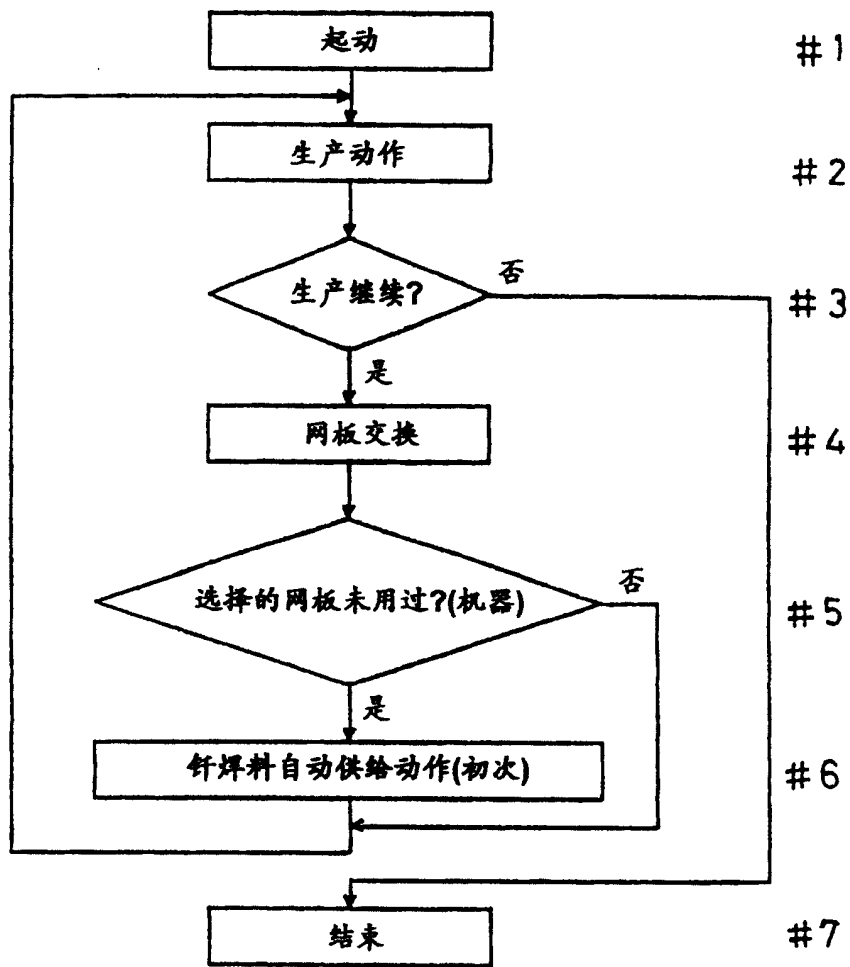 起动 #1
生产动作 #2
生产继续? 否 #3
是
网板交换 #4
选择的网板未用过?(机器) 否 #5
是
钎焊料自动供给动作(初次) #6
结束 #7